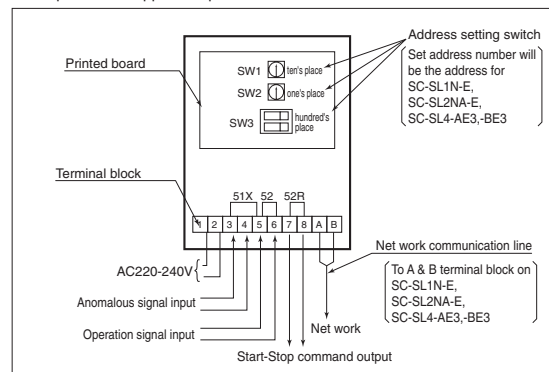 Address setting switch
Set address number will
be the address for
SC-SL1N-E,
SC-SL2NA-E,
SC-SL4-AE3,-BE3
Printed board
SW1 ten's place
SW2 one's place
SW3 hundred's
place
Terminal block
51X 52 52R
1 2 3 4 5 6 7 8 A B
AC220-240V
Anomalous signal input
Operation signal input
Start-Stop command output
Net work
Net work communication line
To A & B terminal block on
SC-SL1N-E,
SC-SL2NA-E,
SC-SL4-AE3,-BE3